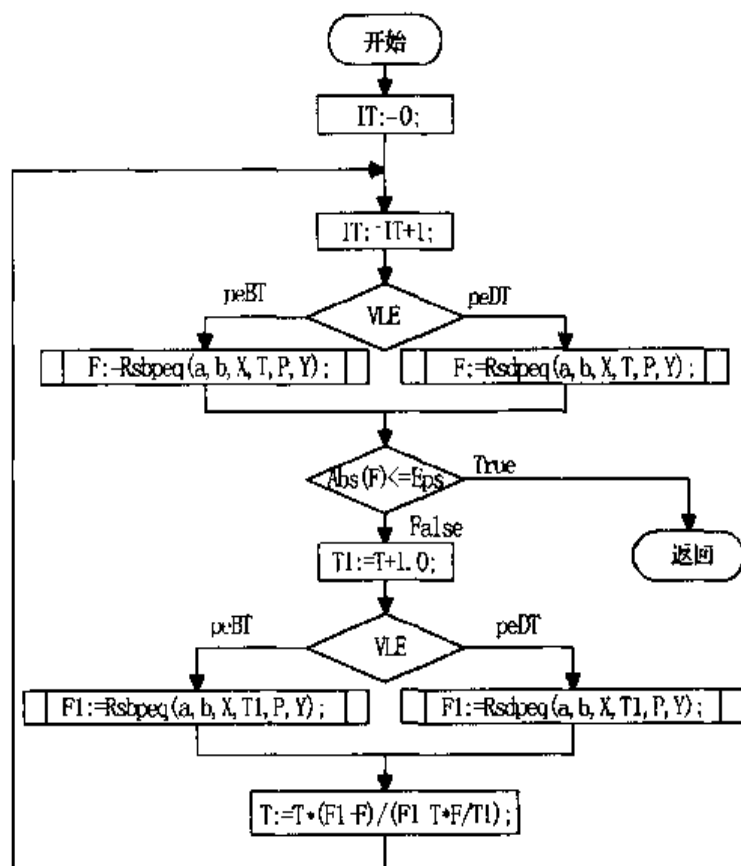 开始
IT:-0;
IT:-IT+1;
peBT
VLE
peDT
F:-Rsbpeq(a,b,X,T,P,Y);
F:=Rsdpeq(a,b,X,T,P,Y);
Abs(F)<=Eps
True
False
返回
T1:=T+1.0;
peBT
VLE
peDT
F1:=Rsbpeq(a,b,X,T1,P,Y);
F1:=Rsdpeq(a,b,X,T1,P,Y);
T:=T*(F1-F)/(F1 T*F/T1);